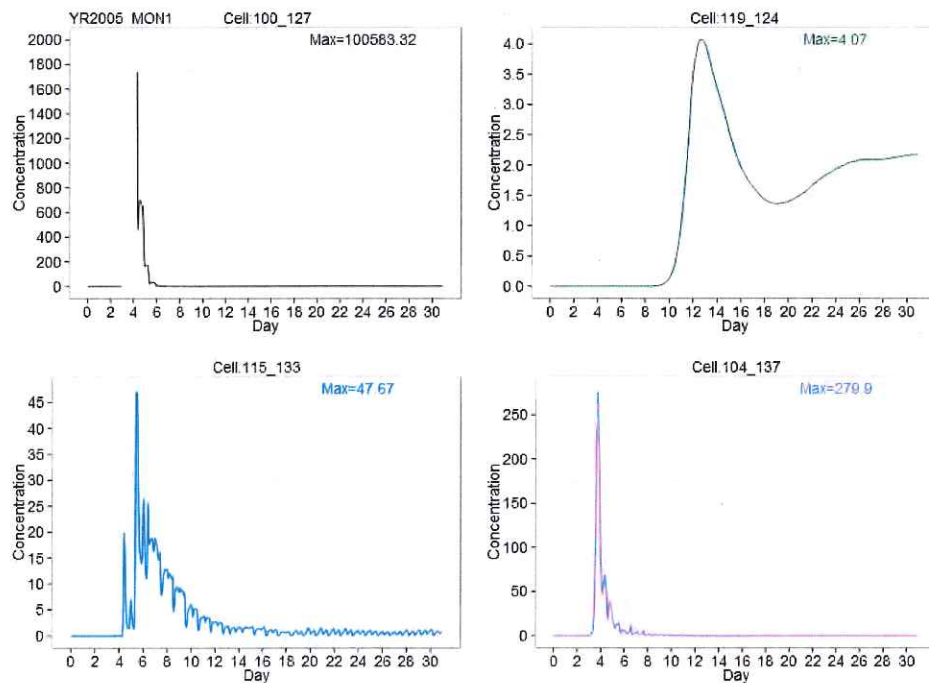 YR2005 MON1
Cell:100_127
Max=100583.32
2000
1800
1600
1400
1200
1000
800
600
400
200
0
Concentration
0 2 4 6 8 10 12 14 16 18 20 22 24 26 28 30
Day
Cell:119_124
Max=4.07
4.0
3.5
3.0
2.5
2.0
1.5
1.0
0.5
0.0
Concentration
0 2 4 6 8 10 12 14 16 18 20 22 24 26 28 30
Day
Cell:115_133
Max=47.67
45
40
35
30
25
20
15
10
5
0
Concentration
0 2 4 6 8 10 12 14 16 18 20 22 24 26 28 30
Day
Cell:104_137
Max=279.9
250
200
150
100
50
0
Concentration
0 2 4 6 8 10 12 14 16 18 20 22 24 26 28 30
Day